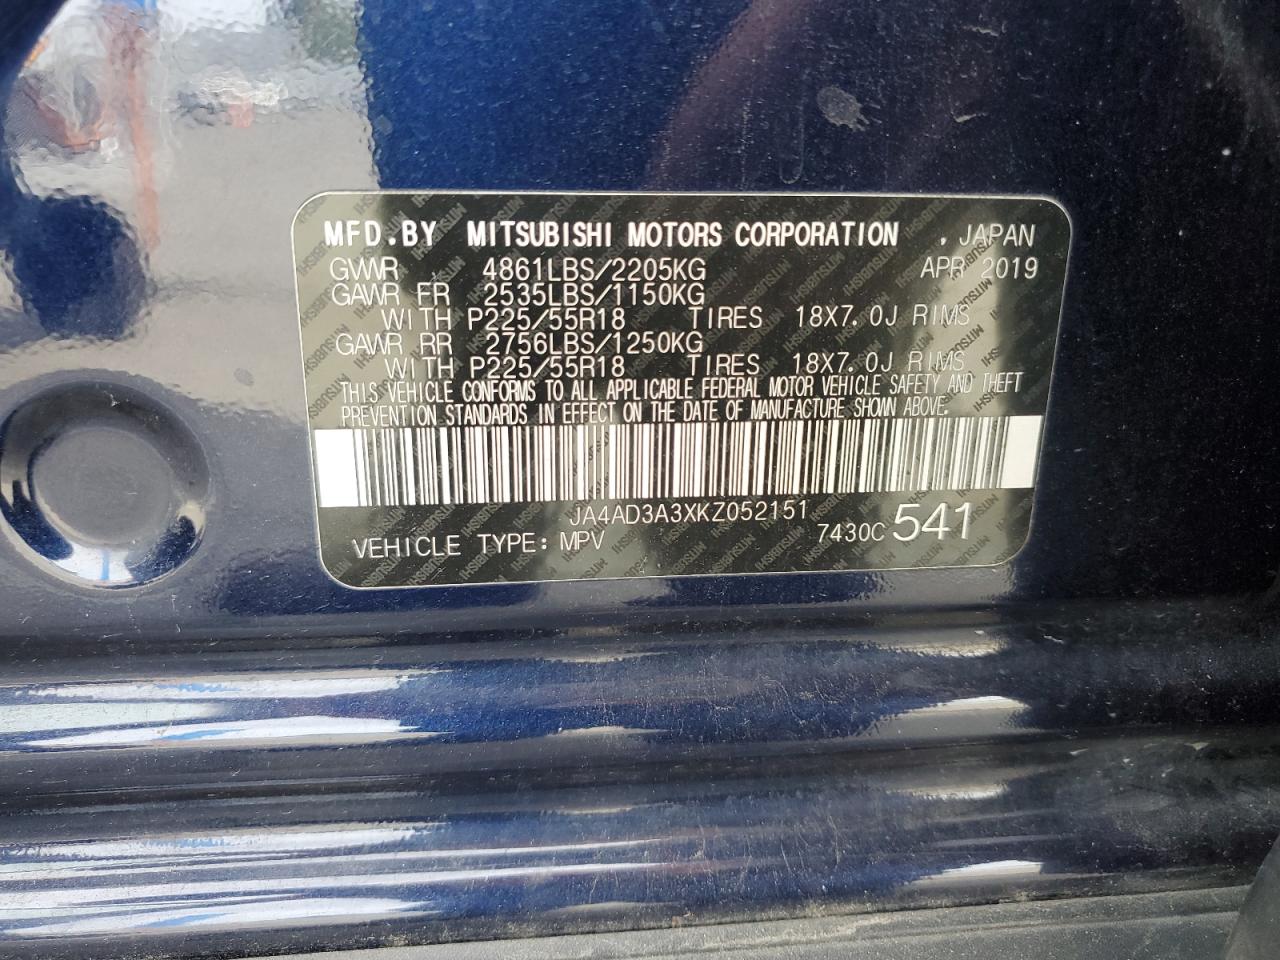 MFD.BY MITSUBISHI MOTORS CORPORATION , JAPAN
GVWR 4861LBS/2205KG APR 2019
GAWR FR 2535LBS/1150KG
WITH P225/55R18 TIRES 18X7.0J RIMS
GAWR RR 2756LBS/1250KG
WITH P225/55R18 TIRES 18X7.0J RIMS
THIS VEHICLE CONFORMS TO ALL APPLICABLE FEDERAL MOTOR VEHICLE SAFETY AND THEFT
PREVENTION STANDARDS IN EFFECT ON THE DATE OF MANUFACTURE SHOWN ABOVE.
JA4AD3A3XKZ052151
VEHICLE TYPE: MPV 7430C 541